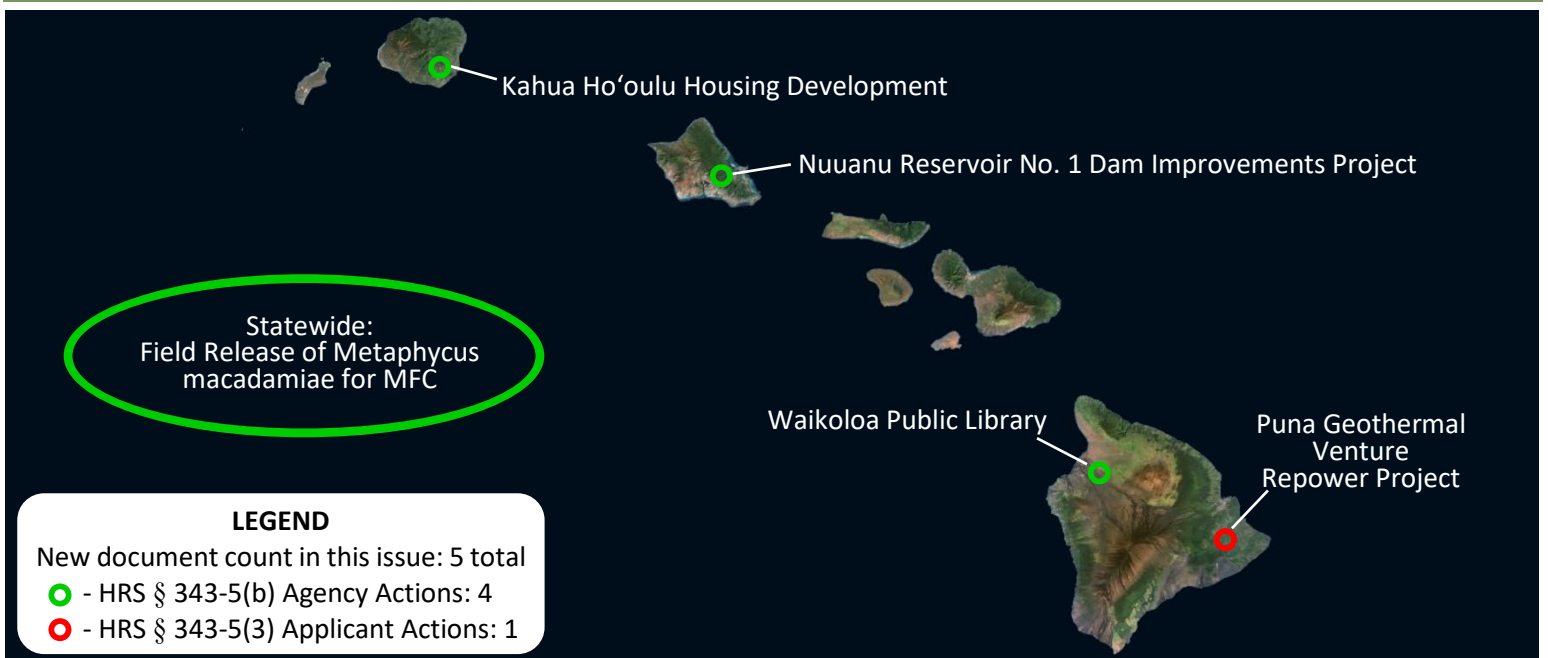 Kahua Hoʻoulu Housing Development
Nuuanu Reservoir No. 1 Dam Improvements Project
Statewide:
Field Release of Metaphycus
macadamiae for MFC
Waikoloa Public Library
Puna Geothermal
Venture
Repower Project
LEGEND
New document count in this issue: 5 total
- HRS § 343-5(b) Agency Actions: 4
- HRS § 343-5(3) Applicant Actions: 1